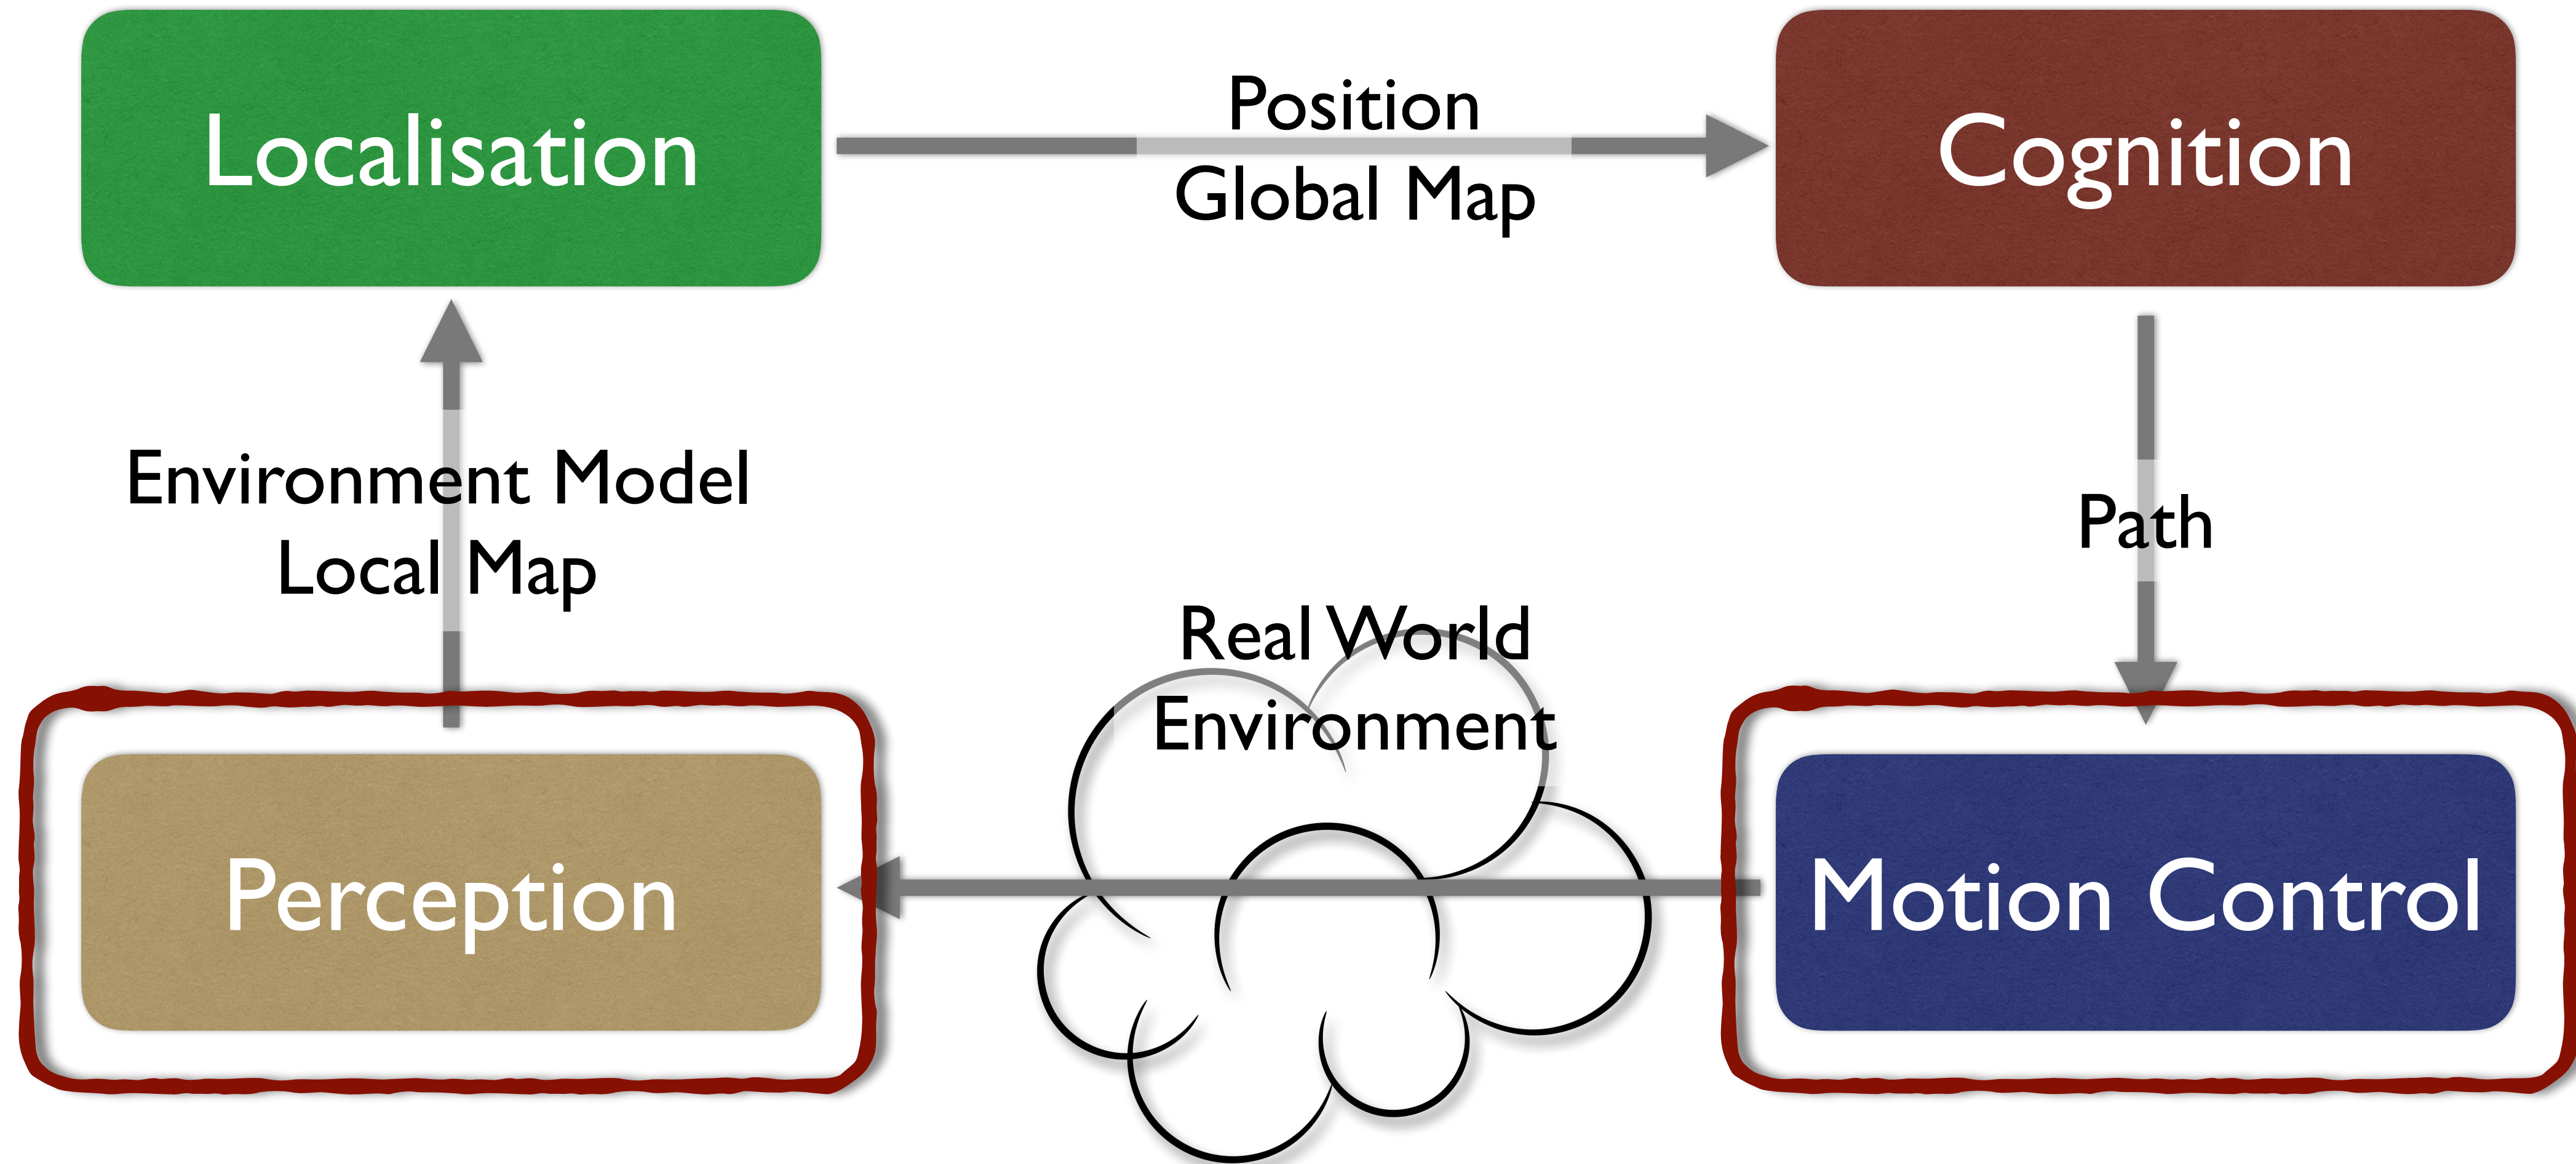 Localisation
Position
Global Map
Cognition
Environment Model
Local Map
Path
Real World
Environment
Perception
Motion Control